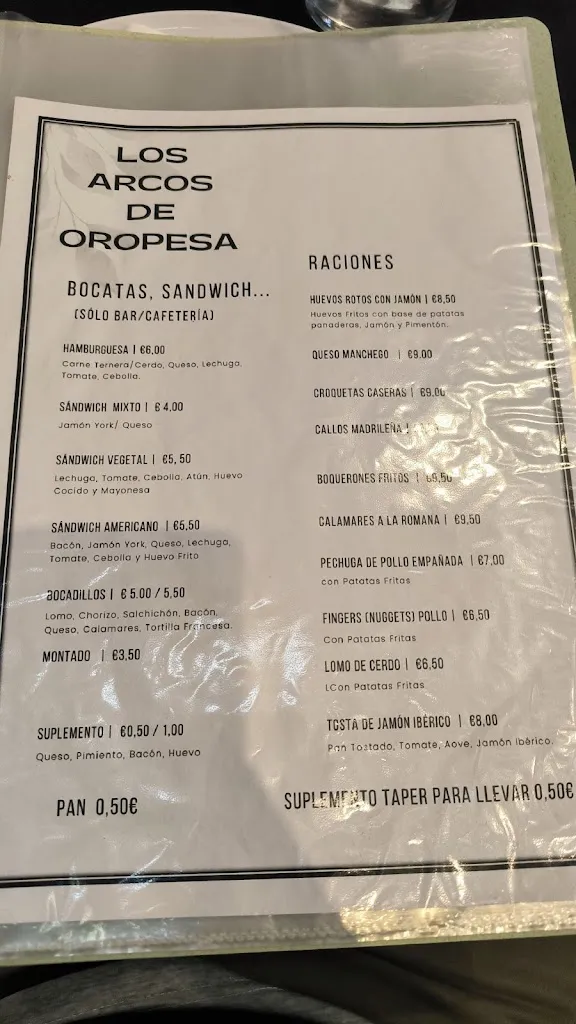 LOS
ARCOS
DE
OROPESA
BOCATAS, SANDWICH...
(SÓLO BAR/CAFETERÍA)
HAMBURGUESA | €6,00
Carne Ternera/Cerdo, Queso, Lechuga,
Tomate, Cebolla.
SÁNDWICH MIXTO | € 4,00
Jamón York/ Queso
SÁNDWICH VEGETAL | €5, 50
Lechuga, Tomate, Cebolla, Atún, Huevo
Cocido y Mayonesa
SÁNDWICH AMERICANO | €5,50
Bacón, Jamón York, Queso, Lechuga,
Tomate, Cebolla y Huevo Frito
BOCADILLOS | € 5.00 / 5,50
Lomo, Chorizo, Salchichón, Bacón,
Queso, Calamares, Tortilla Francesa.
MONTADO | €3,50
SUPLEMENTO | €0,50 / 1,00
Queso, Pimiento, Bacón, Huevo
PAN 0,50€
RACIONES
HUEVOS ROTOS CON JAMÓN | €8,50
Huevos Fritos con base de patatas
panaderas, Jamón y Pimentón.
QUESO MANCHEGO | €9.00
CROQUETAS CASERAS | €9.00
CALLOS MADRILEÑA |
BOQUERONES FRITOS | €9,50
CALAMARES A LA ROMANA | €9,50
PECHUGA DE POLLO EMPAÑADA | €7,00
con Patatas Fritas
FINGERS (NUGGETS) POLLO | €6,50
Con Patatas Fritas
LOMO DE CERDO | €6,50
LCon Patatas Fritas
TOSTA DE JAMÓN IBÉRICO | €8,00
Pan Tostado, Tomate, Aove, Jamón Ibérico.
SUPLEMENTO TAPER PARA LLEVAR 0,50€